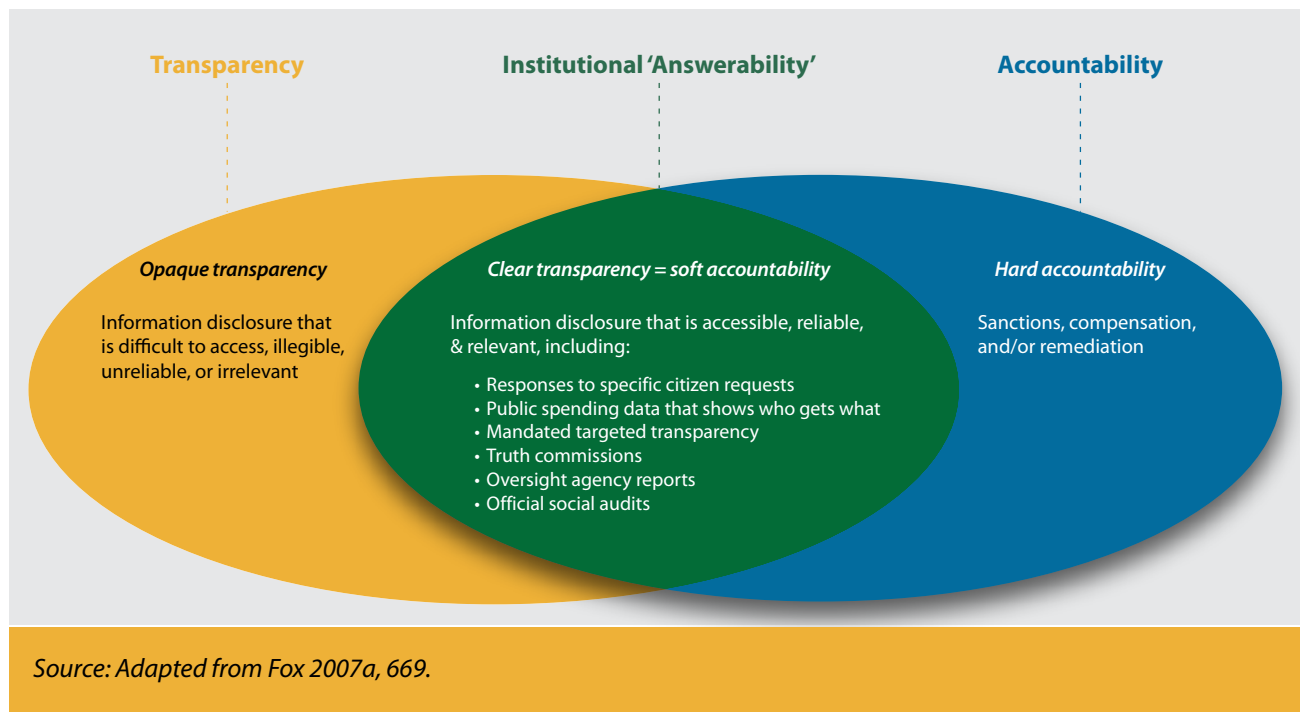 Transparency
Institutional ‘Answerability’
Accountability
Opaque transparency
Information disclosure that
is difficult to access, illegible,
unreliable, or irrelevant
Clear transparency = soft accountability
Information disclosure that is accessible, reliable,
& relevant, including:
• Responses to specific citizen requests
• Public spending data that shows who gets what
• Mandated targeted transparency
• Truth commissions
• Oversight agency reports
• Official social audits
Hard accountability
Sanctions, compensation,
and/or remediation
Source: Adapted from Fox 2007a, 669.